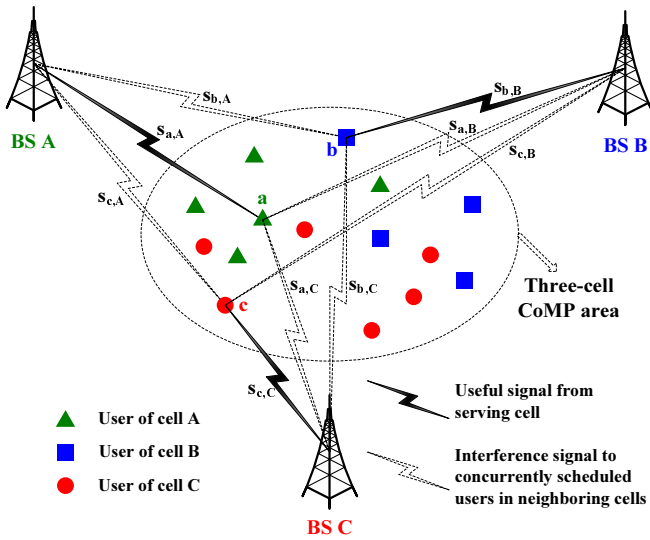 s_b,A
s_b,B
BS A
s_a,A
s_a,B
BS B
b
s_c,B
s_c,A
a
s_a,C
s_b,C
Three-cell
CoMP area
c
s_c,C
User of cell A
User of cell B
User of cell C
Useful signal from
serving cell
Interference signal to
concurrently scheduled
users in neighboring cells
BS C